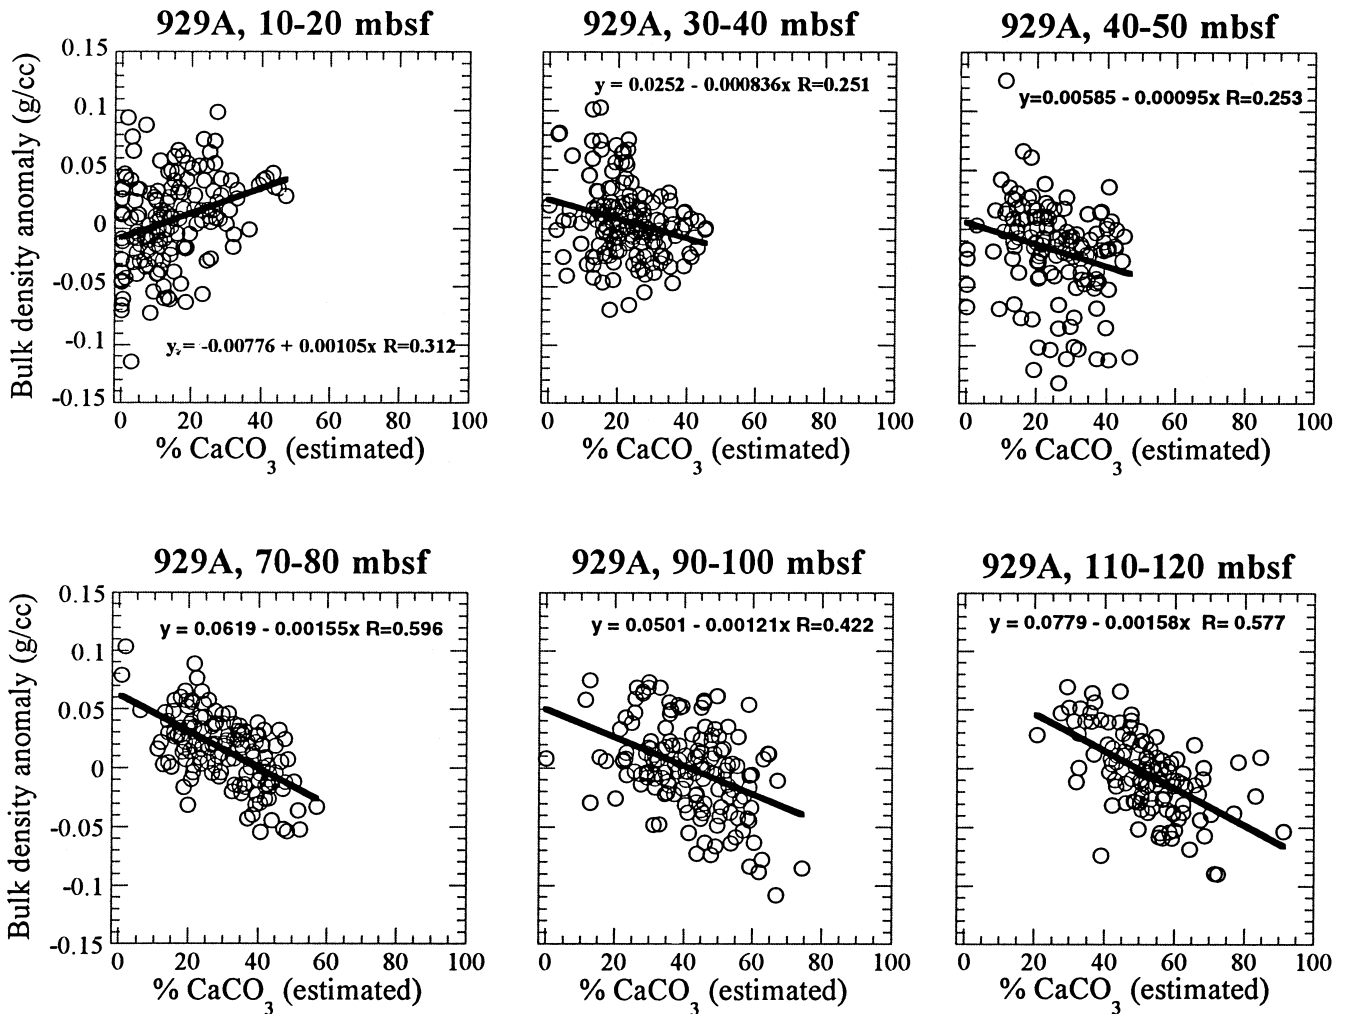 929A, 10-20 mbsf
929A, 30-40 mbsf
929A, 40-50 mbsf
Bulk density anomaly (g/cc)
0.15
0.1
0.05
0
-0.05
-0.1
-0.15
y = -0.00776 + 0.00105x R=0.312
y = 0.0252 - 0.000836x R=0.251
y=0.00585 - 0.00095x R=0.253
0 20 40 60 80 100
0 20 40 60 80 100
0 20 40 60 80 100
% CaCO3 (estimated)
% CaCO3 (estimated)
% CaCO3 (estimated)
929A, 70-80 mbsf
929A, 90-100 mbsf
929A, 110-120 mbsf
Bulk density anomaly (g/cc)
0.15
0.1
0.05
0
-0.05
-0.1
-0.15
y = 0.0619 - 0.00155x R=0.596
y = 0.0501 - 0.00121x R=0.422
y = 0.0779 - 0.00158x R= 0.577
0 20 40 60 80 100
0 20 40 60 80 100
0 20 40 60 80 100
% CaCO3 (estimated)
% CaCO3 (estimated)
% CaCO3 (estimated)